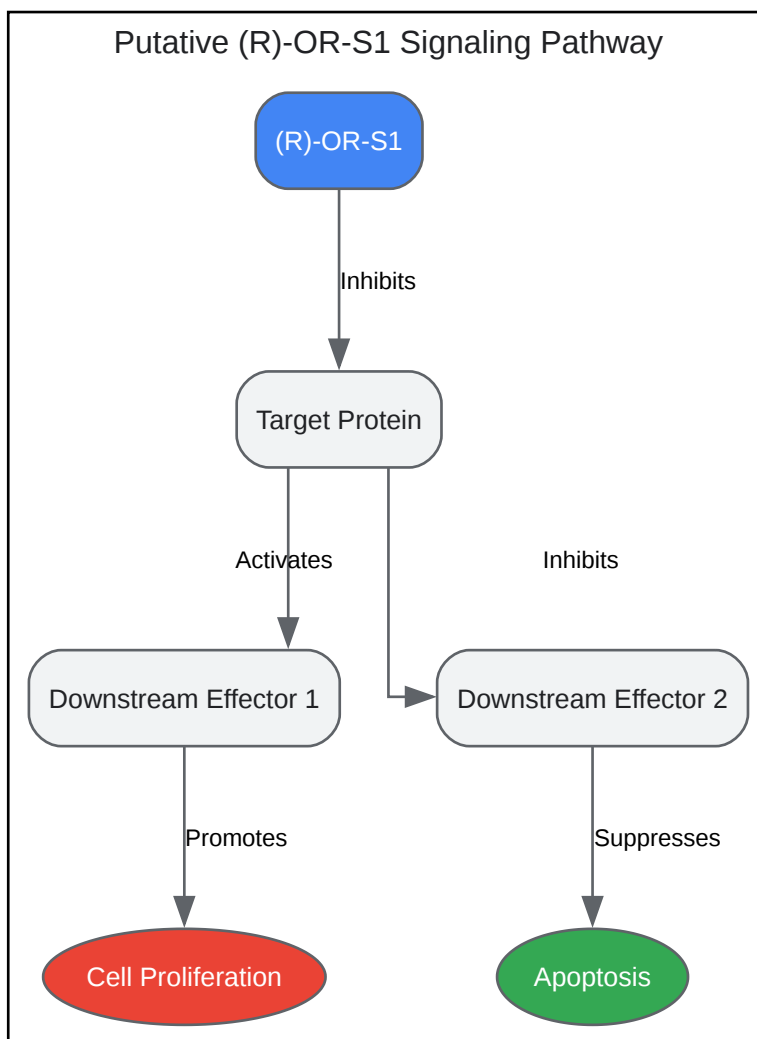 Putative (R)-OR-S1 Signaling Pathway
(R)-OR-S1
Inhibits
Target Protein
Activates
Inhibits
Downstream Effector 1
Downstream Effector 2
Promotes
Suppresses
Cell Proliferation
Apoptosis